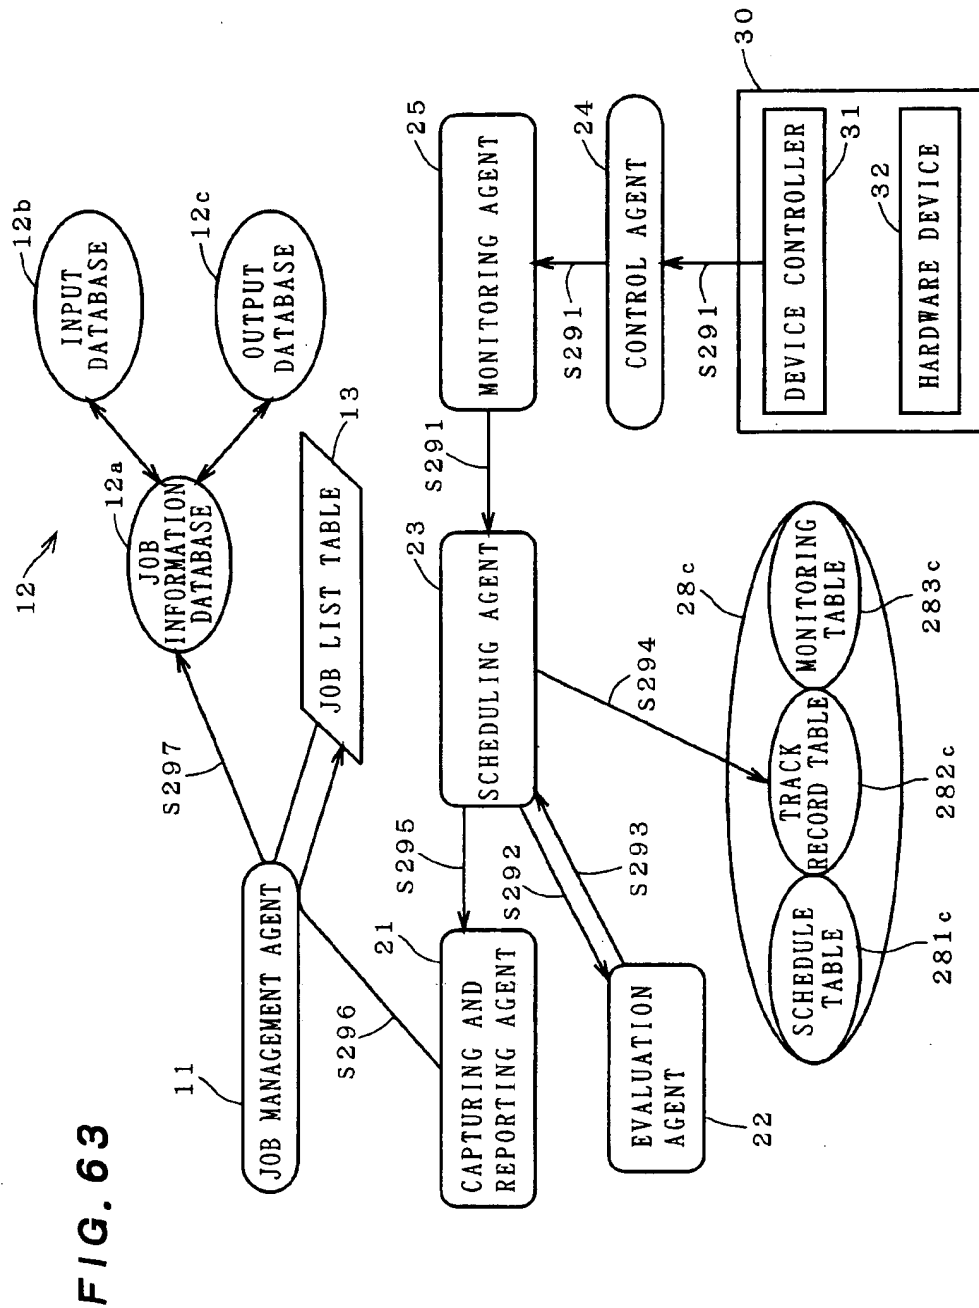 FIG. 63
12
12b
INPUT
DATABASE
12a
JOB
INFORMATION
DATABASE
12c
OUTPUT
DATABASE
S297
11
JOB MANAGEMENT AGENT
13
JOB LIST TABLE
S296
21
CAPTURING AND
REPORTING AGENT
S295
23
SCHEDULING AGENT
S291
25
MONITORING AGENT
S292
S293
S291
22
EVALUATION
AGENT
S294
24
CONTROL AGENT
S291
28c
30
SCHEDULE
TABLE
281c
TRACK
RECORD TABLE
282c
MONITORING
TABLE
283c
DEVICE CONTROLLER
31
32
HARDWARE DEVICE